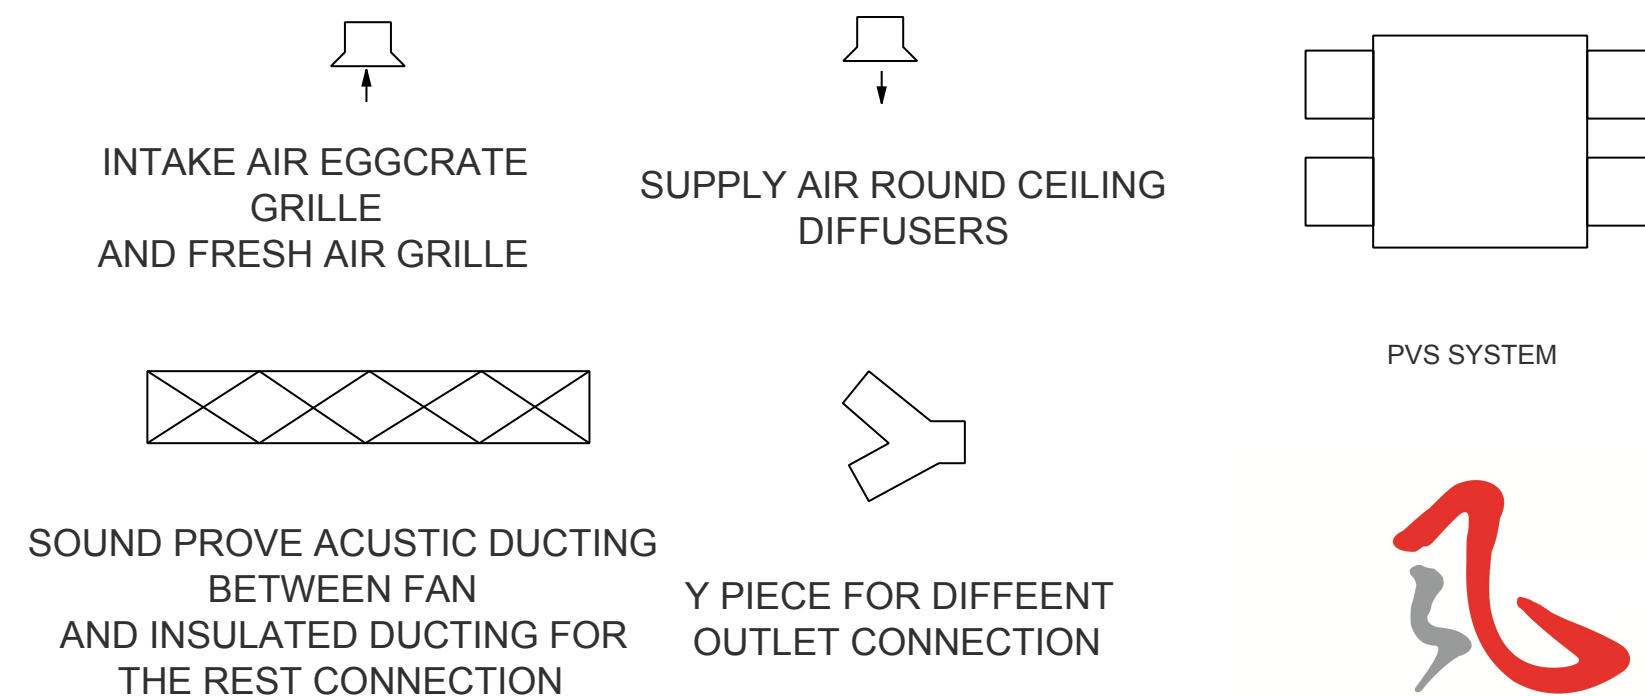 INTAKE AIR EGGCRATE
GRILLE
AND FRESH AIR GRILLE
SUPPLY AIR ROUND CEILING
DIFFUSERS
PVS SYSTEM
SOUND PROVE ACUSTIC DUCTING
BETWEEN FAN
AND INSULATED DUCTING FOR
THE REST CONNECTION
Y PIECE FOR DIFFEENT
OUTLET CONNECTION